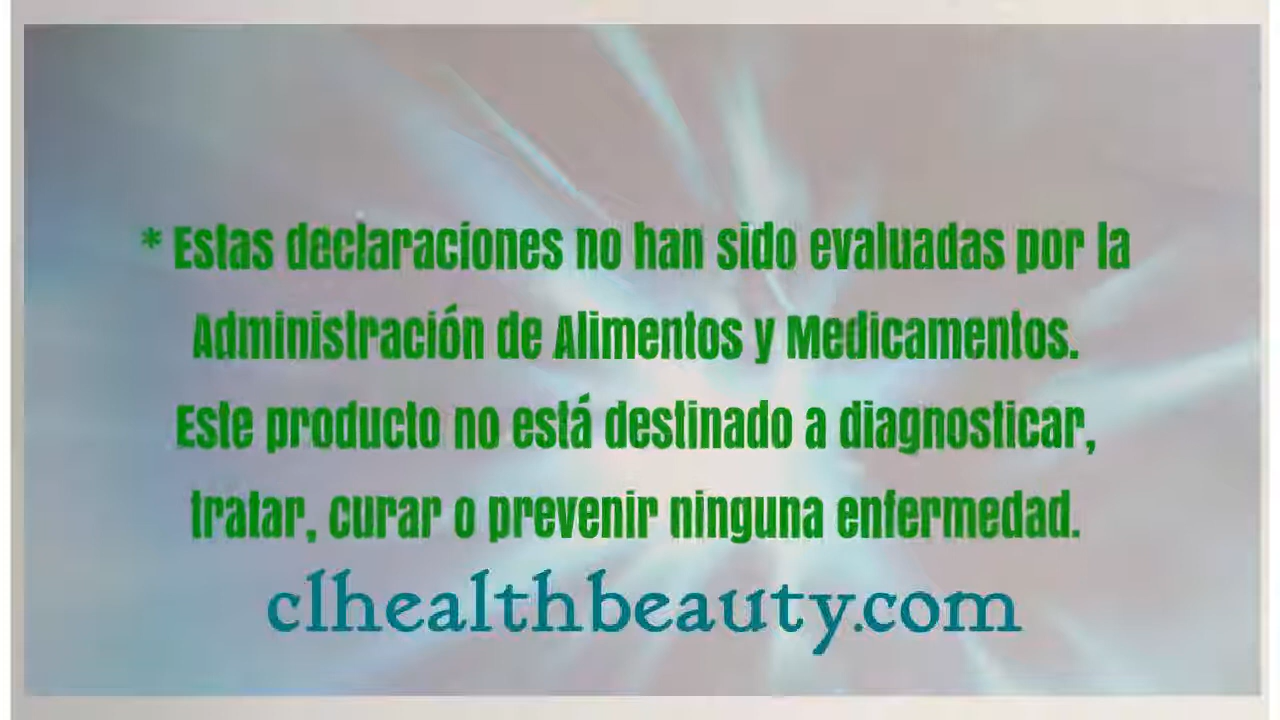 * Estas declaraciones no han sido evaluadas por la
Administración de Alimentos y Medicamentos.
Este producto no está destinado a diagnosticar,
tratar, curar o prevenir ninguna enfermedad.
clhealthbeauty.com